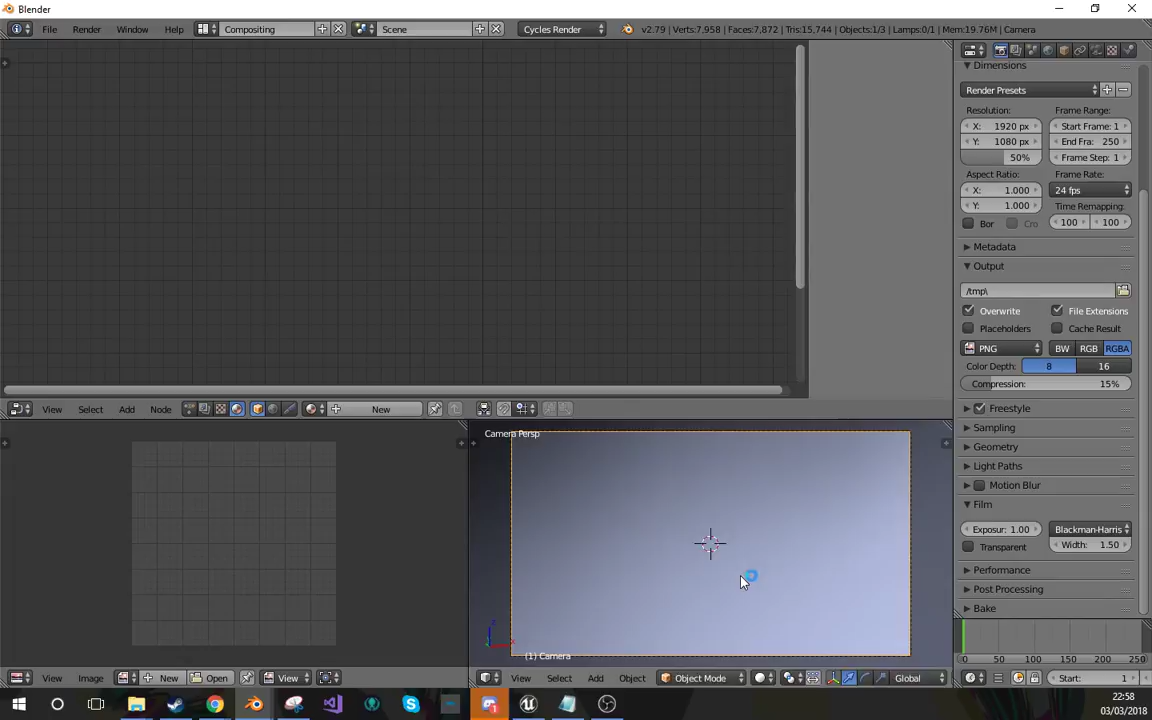 Blender
File Render Window Help Compositing Scene Cycles Render v2.79 | Verts:7,958 | Faces:7,872 | Tris:15,744 | Objects:1/3 | Lamps:0/1 | Mem:19.76M | Camera
Dimensions
Render Presets
Resolution: Frame Range:
X: 1920 px Start Frame: 1
Y: 1080 px End Fra: 250
50% Frame Step: 1
Aspect Ratio: Frame Rate:
X: 1.000 24 fps
Y: 1.000 Time Remapping:
Bor Cro 100 100
Metadata
Output
/tmp\
Overwrite File Extensions
Placeholders Cache Result
PNG BW RGB RGBA
Color Depth: 8 16
Compression: 15%
Freestyle
Sampling
Geometry
Light Paths
Motion Blur
Film
Exposur: 1.00 Blackman-Harris
Transparent Width: 1.50
Performance
Post Processing
Bake
View Select Add Node New
Camera Persp
(1) Camera
0 50 100 150 200 250
View Image New Open View
View Select Add Object Object Mode Global
Start: 1
22:58
03/03/2018